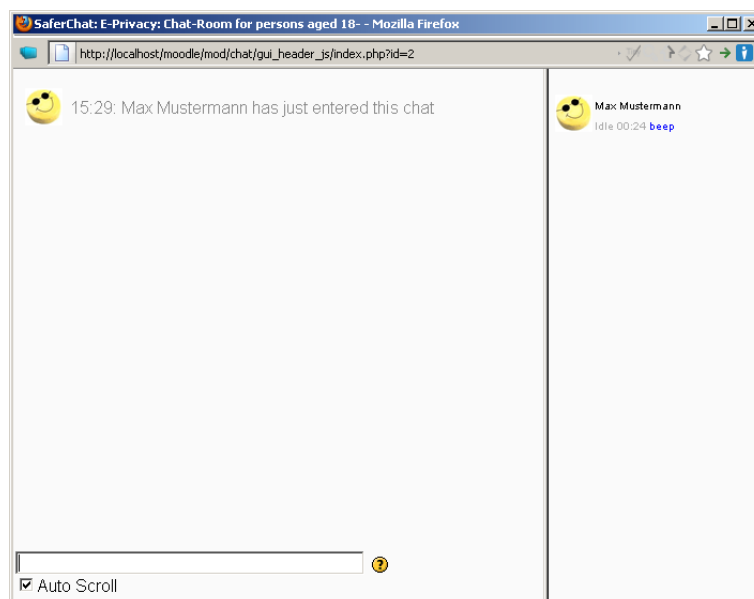 SaferChat: E-Privacy: Chat-Room for persons aged 18- - Mozilla Firefox
http://localhost/moodle/mod/chat/gui_header_js/index.php?id=2
15:29: Max Mustermann has just entered this chat
Max Mustermann
Idle 00:24 beep
?
Auto Scroll